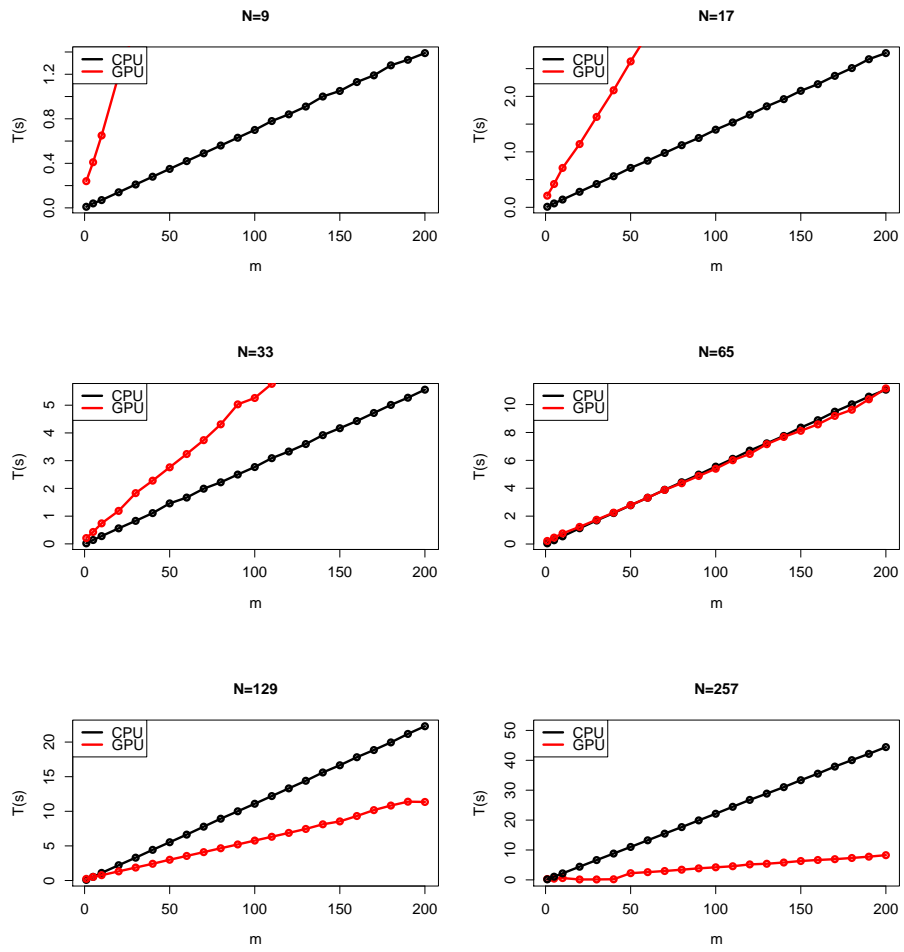 N=9
CPU
GPU
T(s)
0.0
0.4
0.8
1.2
0 50 100 150 200
m
N=17
CPU
GPU
T(s)
0.0
1.0
2.0
0 50 100 150 200
m
N=33
CPU
GPU
T(s)
0
1
2
3
4
5
0 50 100 150 200
m
N=65
CPU
GPU
T(s)
0
2
4
6
8
10
0 50 100 150 200
m
N=129
CPU
GPU
T(s)
0
5
10
15
20
0 50 100 150 200
m
N=257
CPU
GPU
T(s)
0
10
20
30
40
50
0 50 100 150 200
m